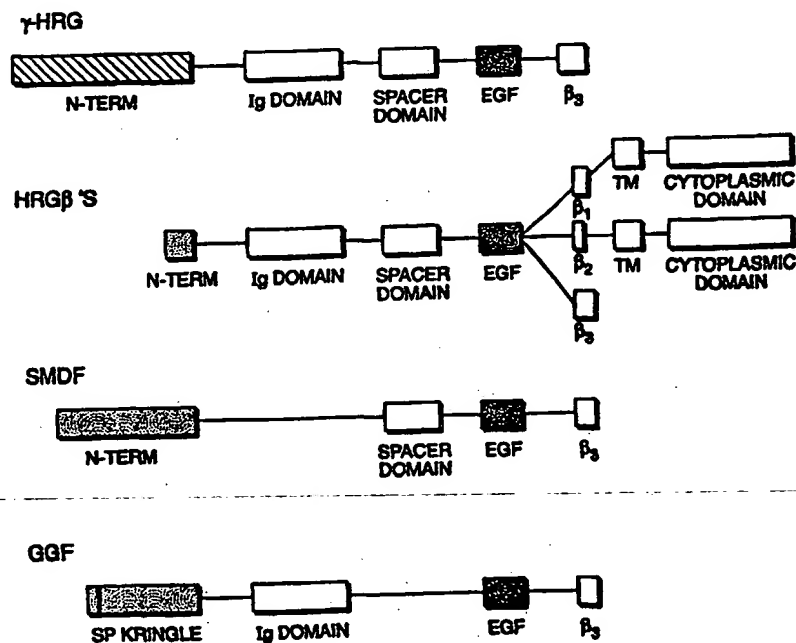 γ-HRG
N-TERM
Ig DOMAIN
SPACER
DOMAIN
EGF
β3
HRGβ 'S
TM
CYTOPLASMIC
DOMAIN
β1
N-TERM
Ig DOMAIN
SPACER
DOMAIN
EGF
β2
TM
CYTOPLASMIC
DOMAIN
β3
SMDF
N-TERM
SPACER
DOMAIN
EGF
β3
GGF
SP KRINGLE
Ig DOMAIN
EGF
β3